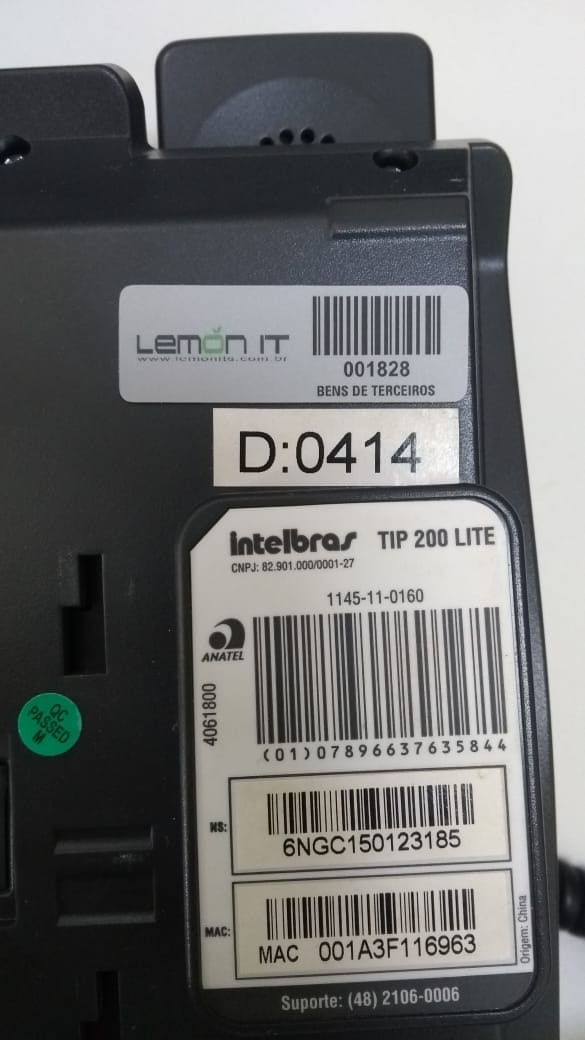 LEMON IT
www.lemonitu.com.br
001828
BENS DE TERCEIROS
D:0414
intelbras TIP 200 LITE
CNPJ: 82.901.000/0001-27
1145-11-0160
ANATEL
4061800
(01)07896637635844
QC
PASSED
M
NS:
6NGC150123185
MAC:
MAC 001A3F116963
Origem: China
Suporte: (48) 2106-0006